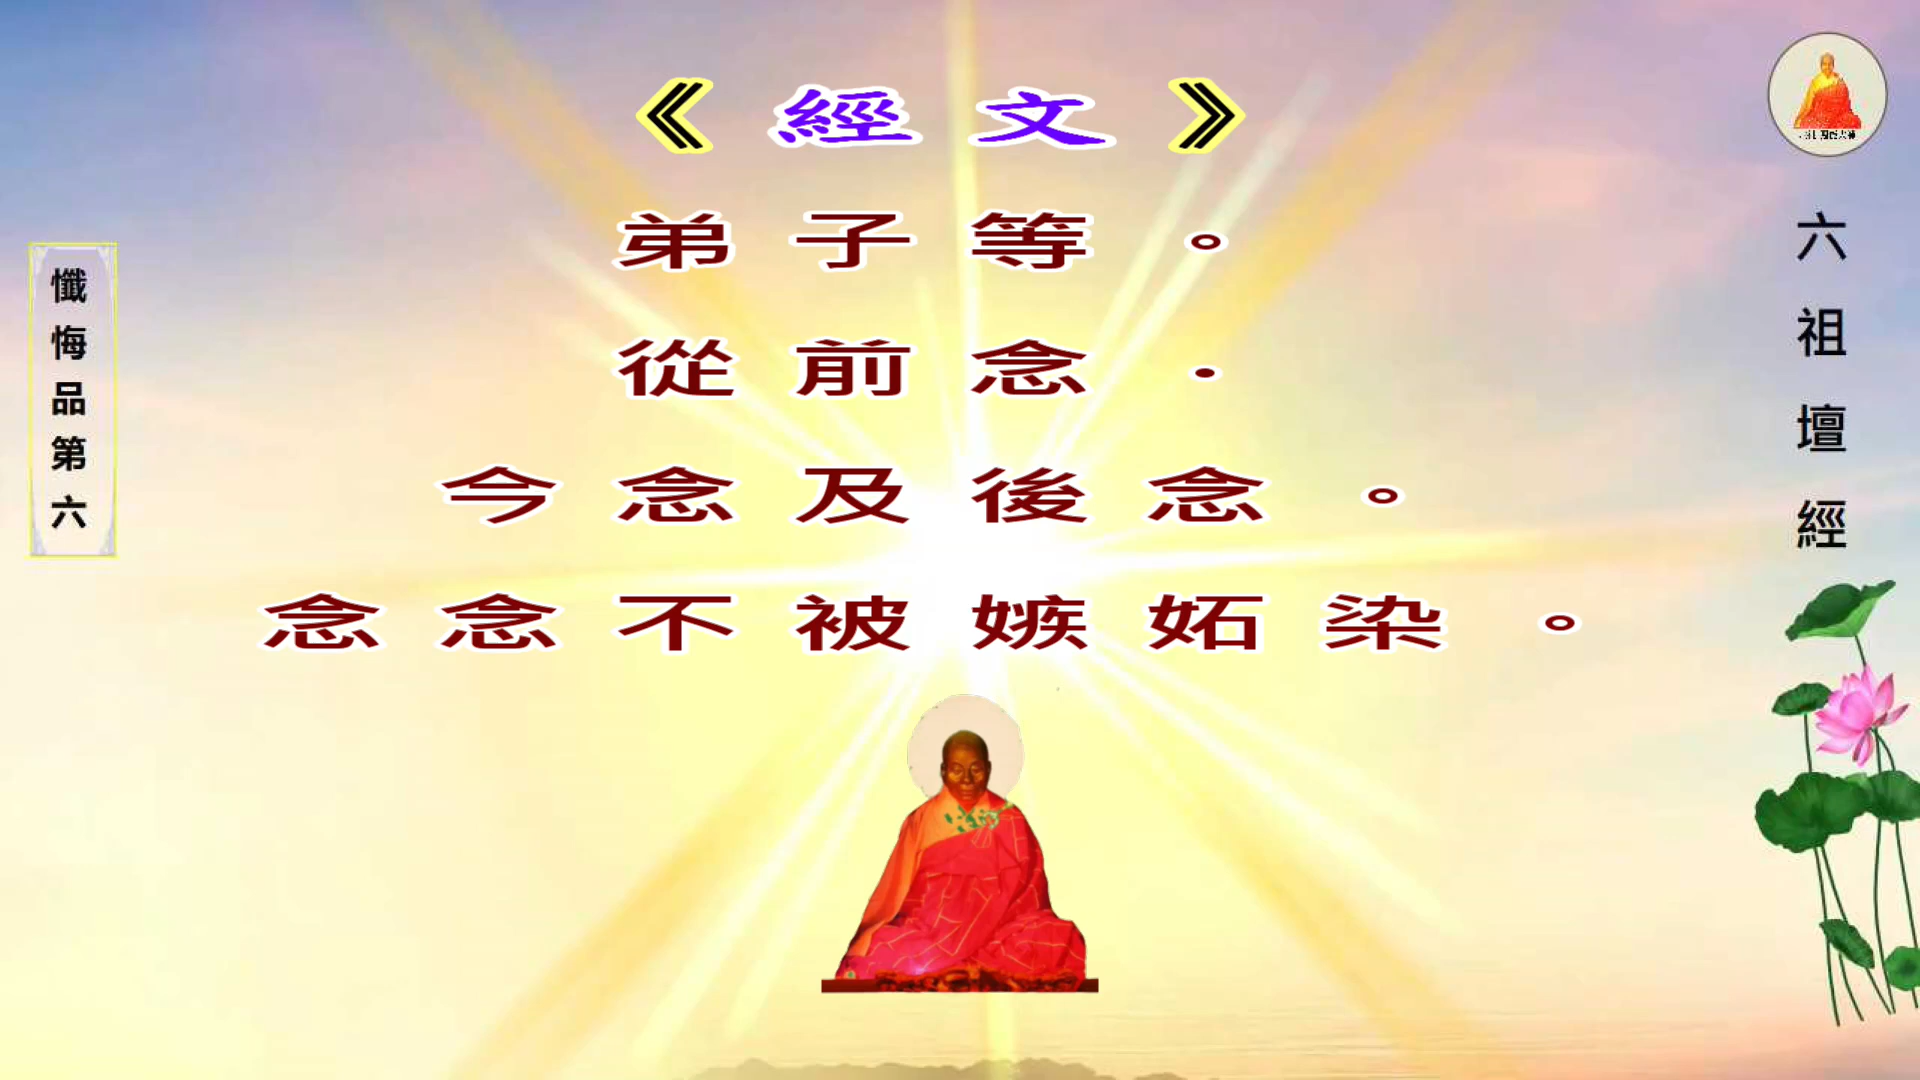 《經文》
弟子等。
從前念．
今念及後念。
念念不被嫉妬染。
懺悔品第六
六祖壇經